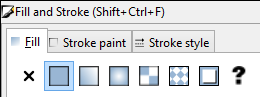 Fill and Stroke (Shift+Ctrl+F)
Fill Stroke paint Stroke style
?